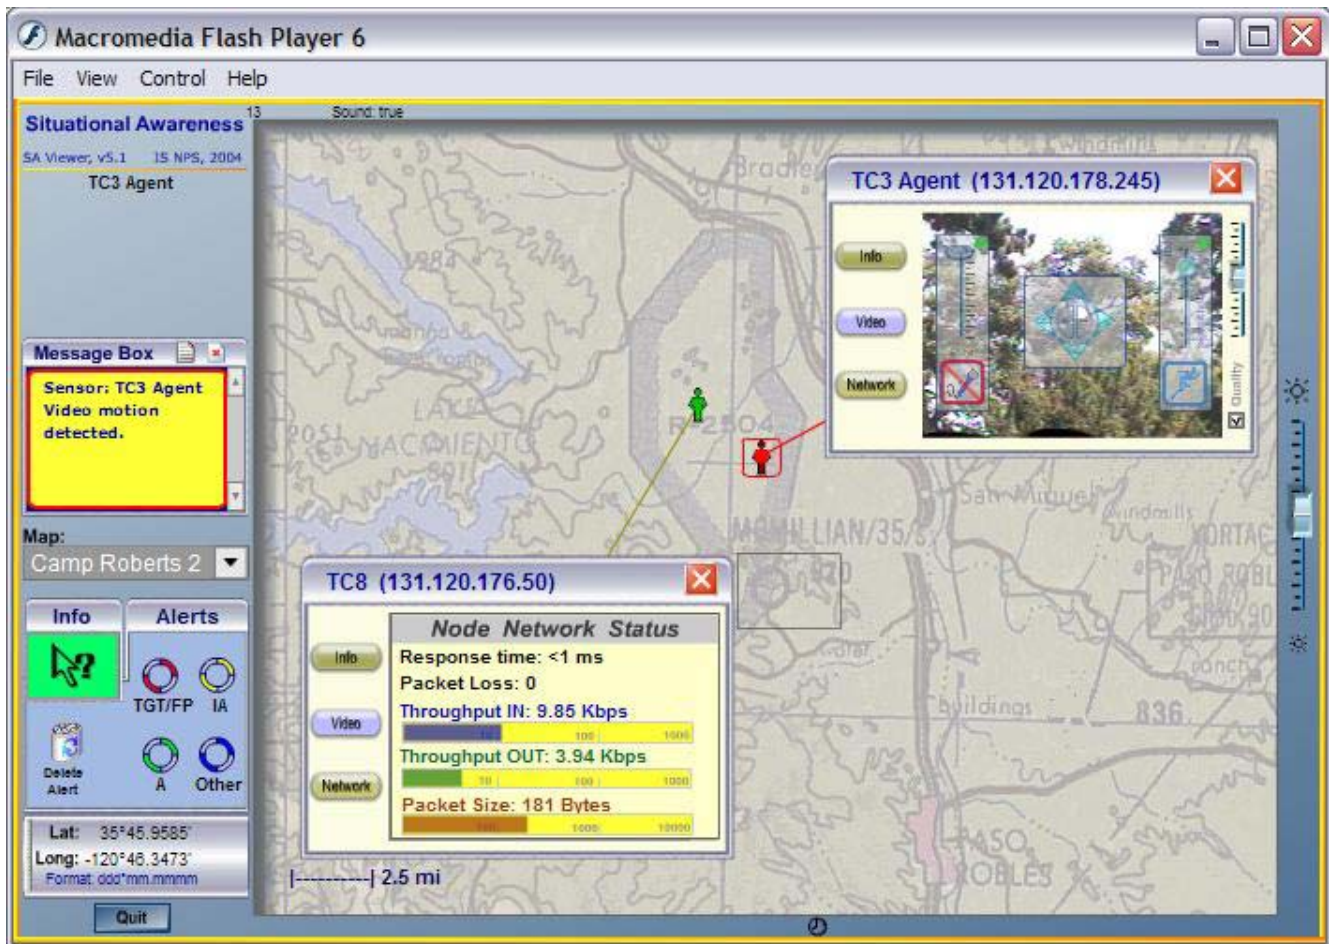 Macromedia Flash Player 6
File View Control Help
13 Sound: true
Situational Awareness
SA Viewer, v5.1 IS NPS, 2004
TC3 Agent
Message Box
Sensor: TC3 Agent
Video motion
detected.
Map:
Camp Roberts 2
Info Alerts
TGT/FP IA
Delete
Alert
A Other
Lat: 35°45.9585'
Long: -120°46.3473'
Format: ddd°mm.mmmm
Quit
TC3 Agent (131.120.178.245)
Info
Video
Network
Quality
TC8 (131.120.176.50)
Info
Video
Network
Node Network Status
Response time: <1 ms
Packet Loss: 0
Throughput IN: 9.85 Kbps
10 100 1000
Throughput OUT: 3.94 Kbps
10 100 1000
Packet Size: 181 Bytes
100 1000 10000
|----------| 2.5 mi
windmills
R-2504
LAKE
San Miguel
windmills
buildings
836
ranch
PASO
ROBLES